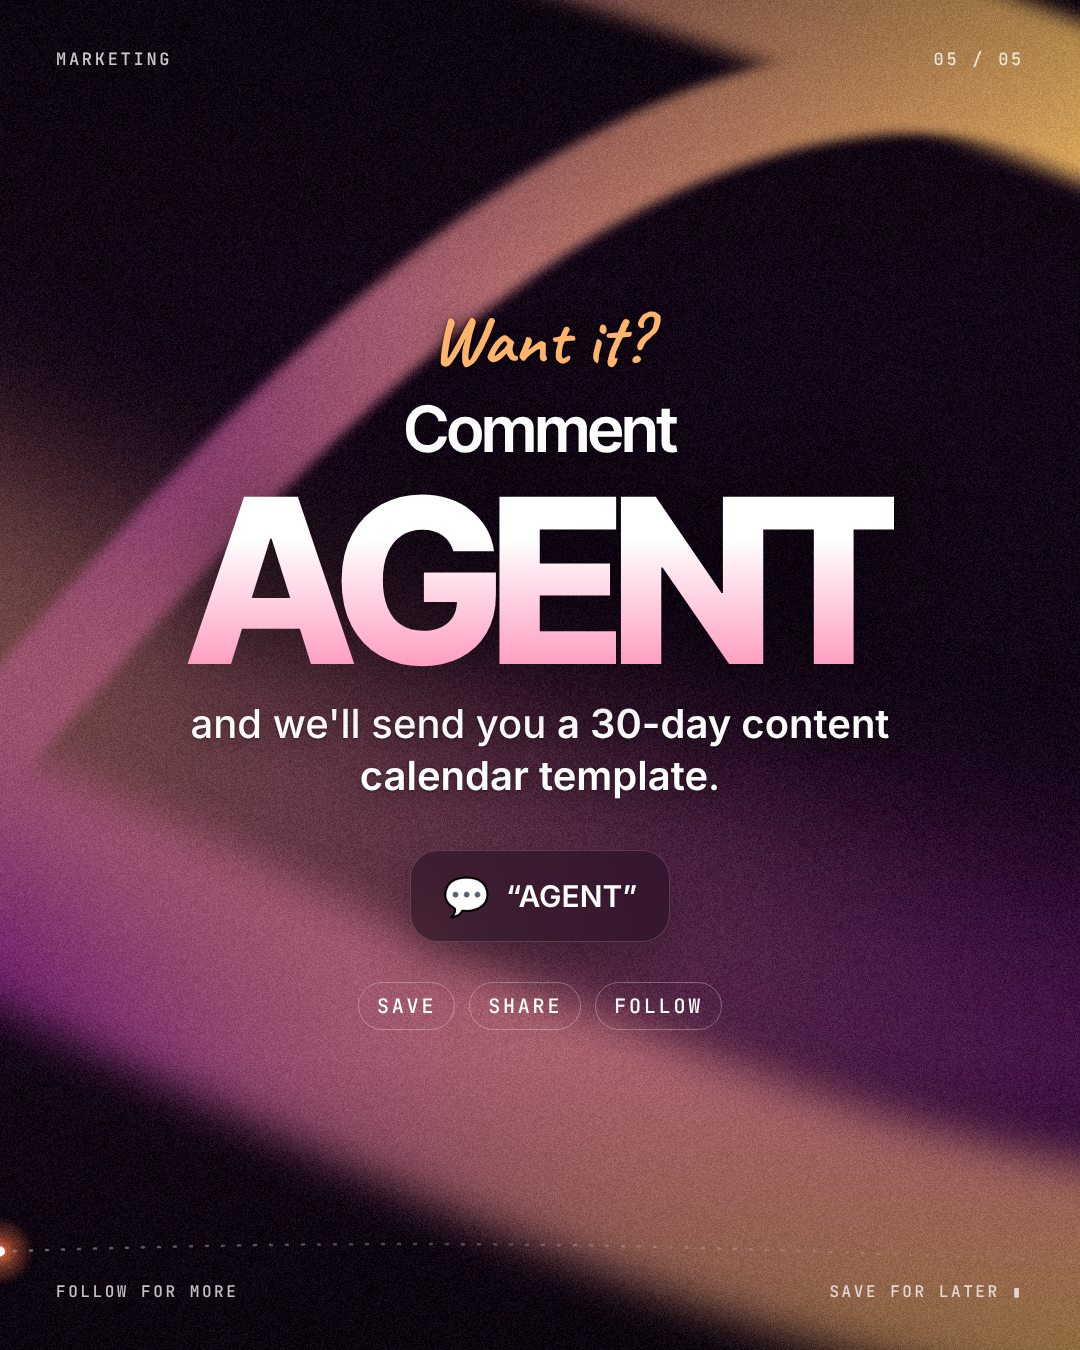 MARKETING
05 / 05
Want it?
Comment
AGENT
and we'll send you a 30-day content
calendar template.
💬 “AGENT”
SAVE
SHARE
FOLLOW
FOLLOW FOR MORE
SAVE FOR LATER ▮